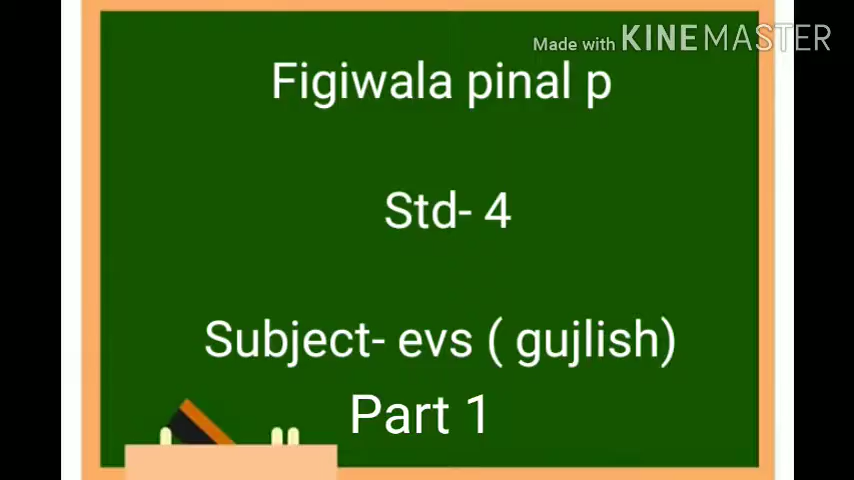 Made with KINEMASTER
Figiwala pinal p
Std- 4
Subject- evs ( gujlish)
Part 1